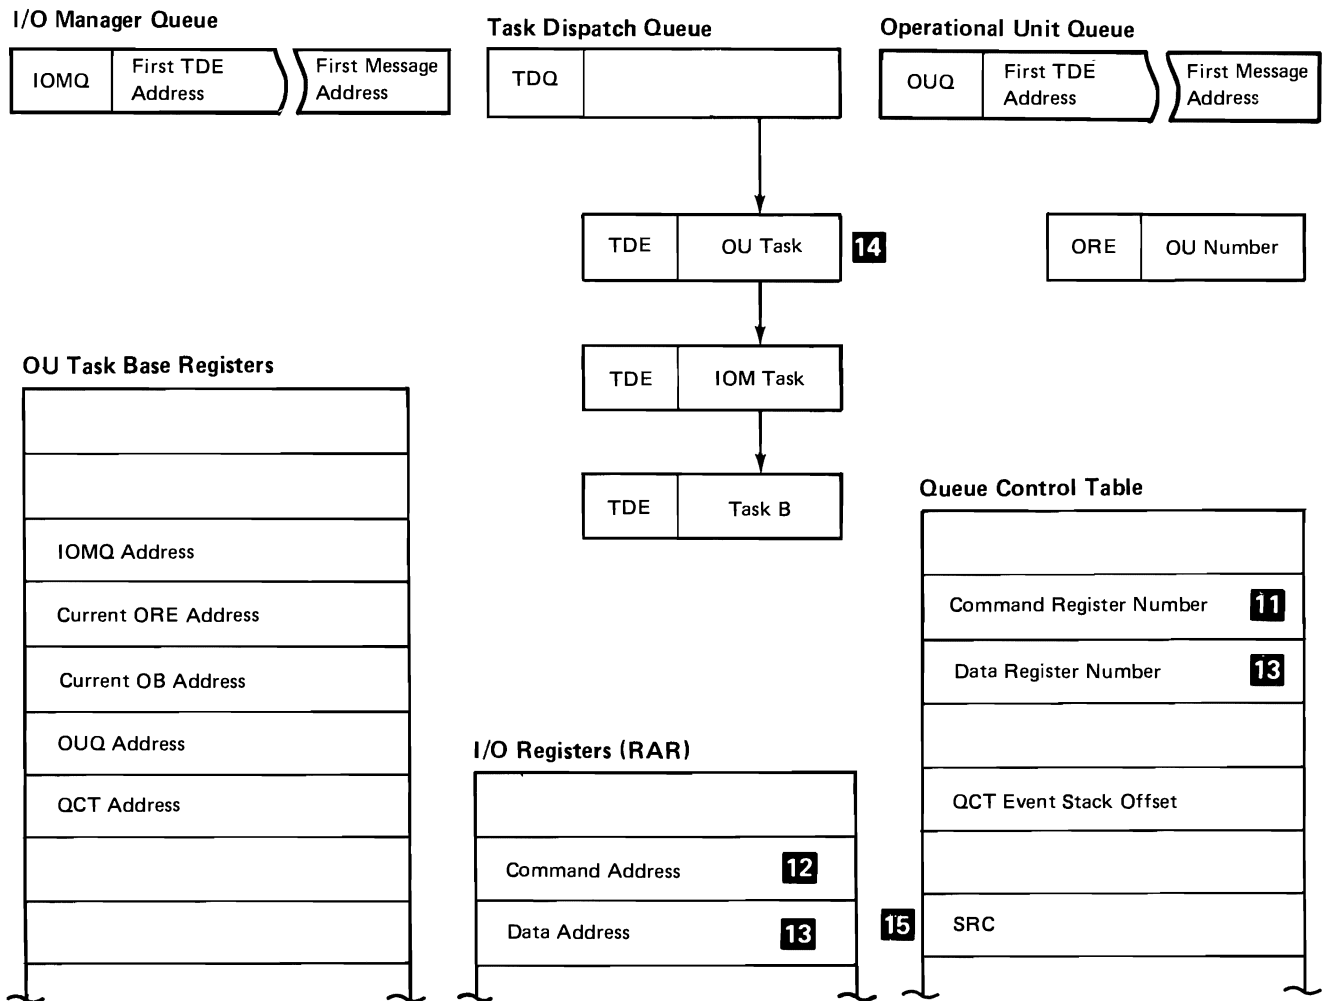 I/O Manager Queue
IOMQ
First TDE
Address
First Message
Address
Task Dispatch Queue
TDQ
Operational Unit Queue
OUQ
First TDE
Address
First Message
Address
TDE
OU Task
14
ORE
OU Number
TDE
IOM Task
TDE
Task B
OU Task Base Registers
IOMQ Address
Current ORE Address
Current OB Address
OUQ Address
QCT Address
I/O Registers (RAR)
Command Address
12
Data Address
13
Queue Control Table
Command Register Number
11
Data Register Number
13
QCT Event Stack Offset
15
SRC